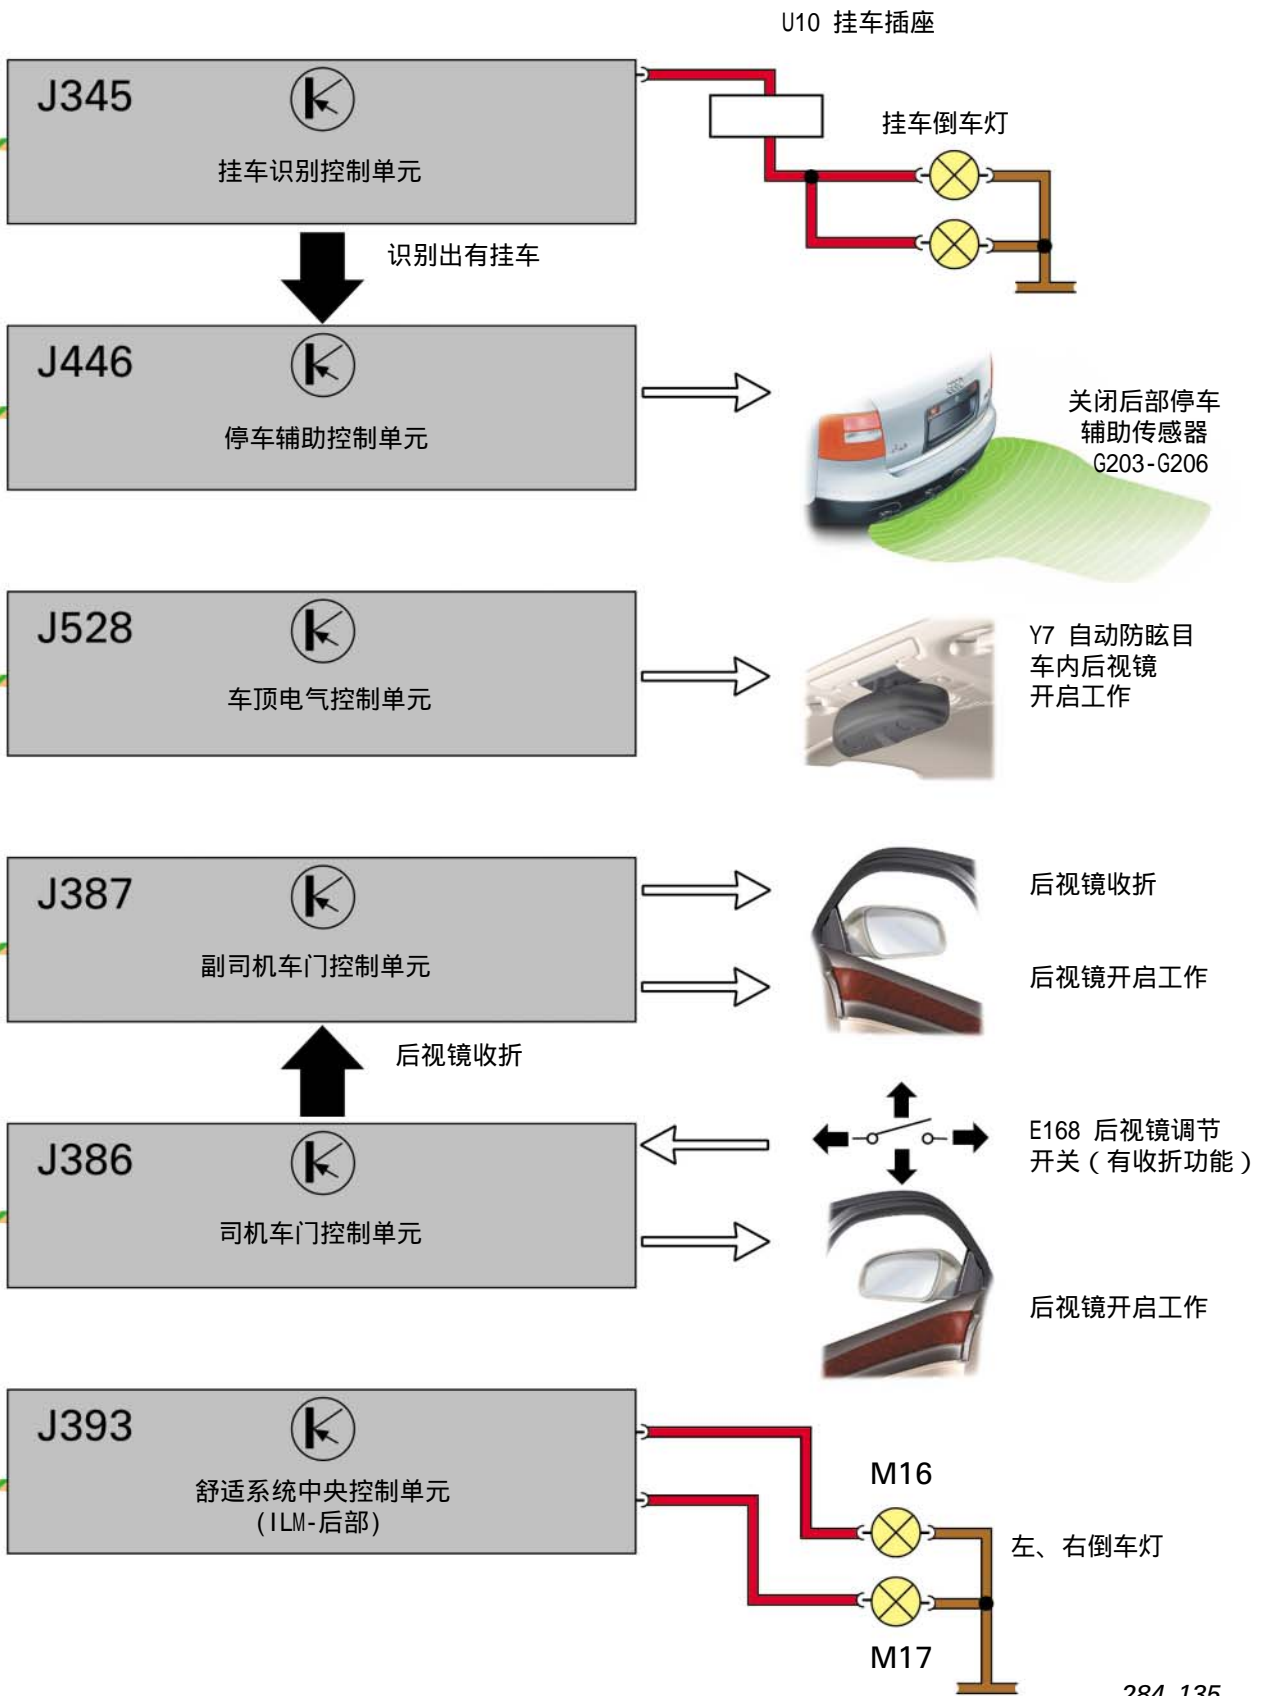 U10 挂车插座
J345
挂车识别控制单元
挂车倒车灯
识别出有挂车
J446
停车辅助控制单元
关闭后部停车
辅助传感器
G203-G206
J528
车顶电气控制单元
Y7 自动防眩目
车内后视镜
开启工作
J387
副司机车门控制单元
后视镜收折
后视镜开启工作
后视镜收折
J386
司机车门控制单元
E168 后视镜调节
开关（有收折功能）
后视镜开启工作
J393
舒适系统中央控制单元
(ILM-后部)
M16
左、右倒车灯
M17
284_135